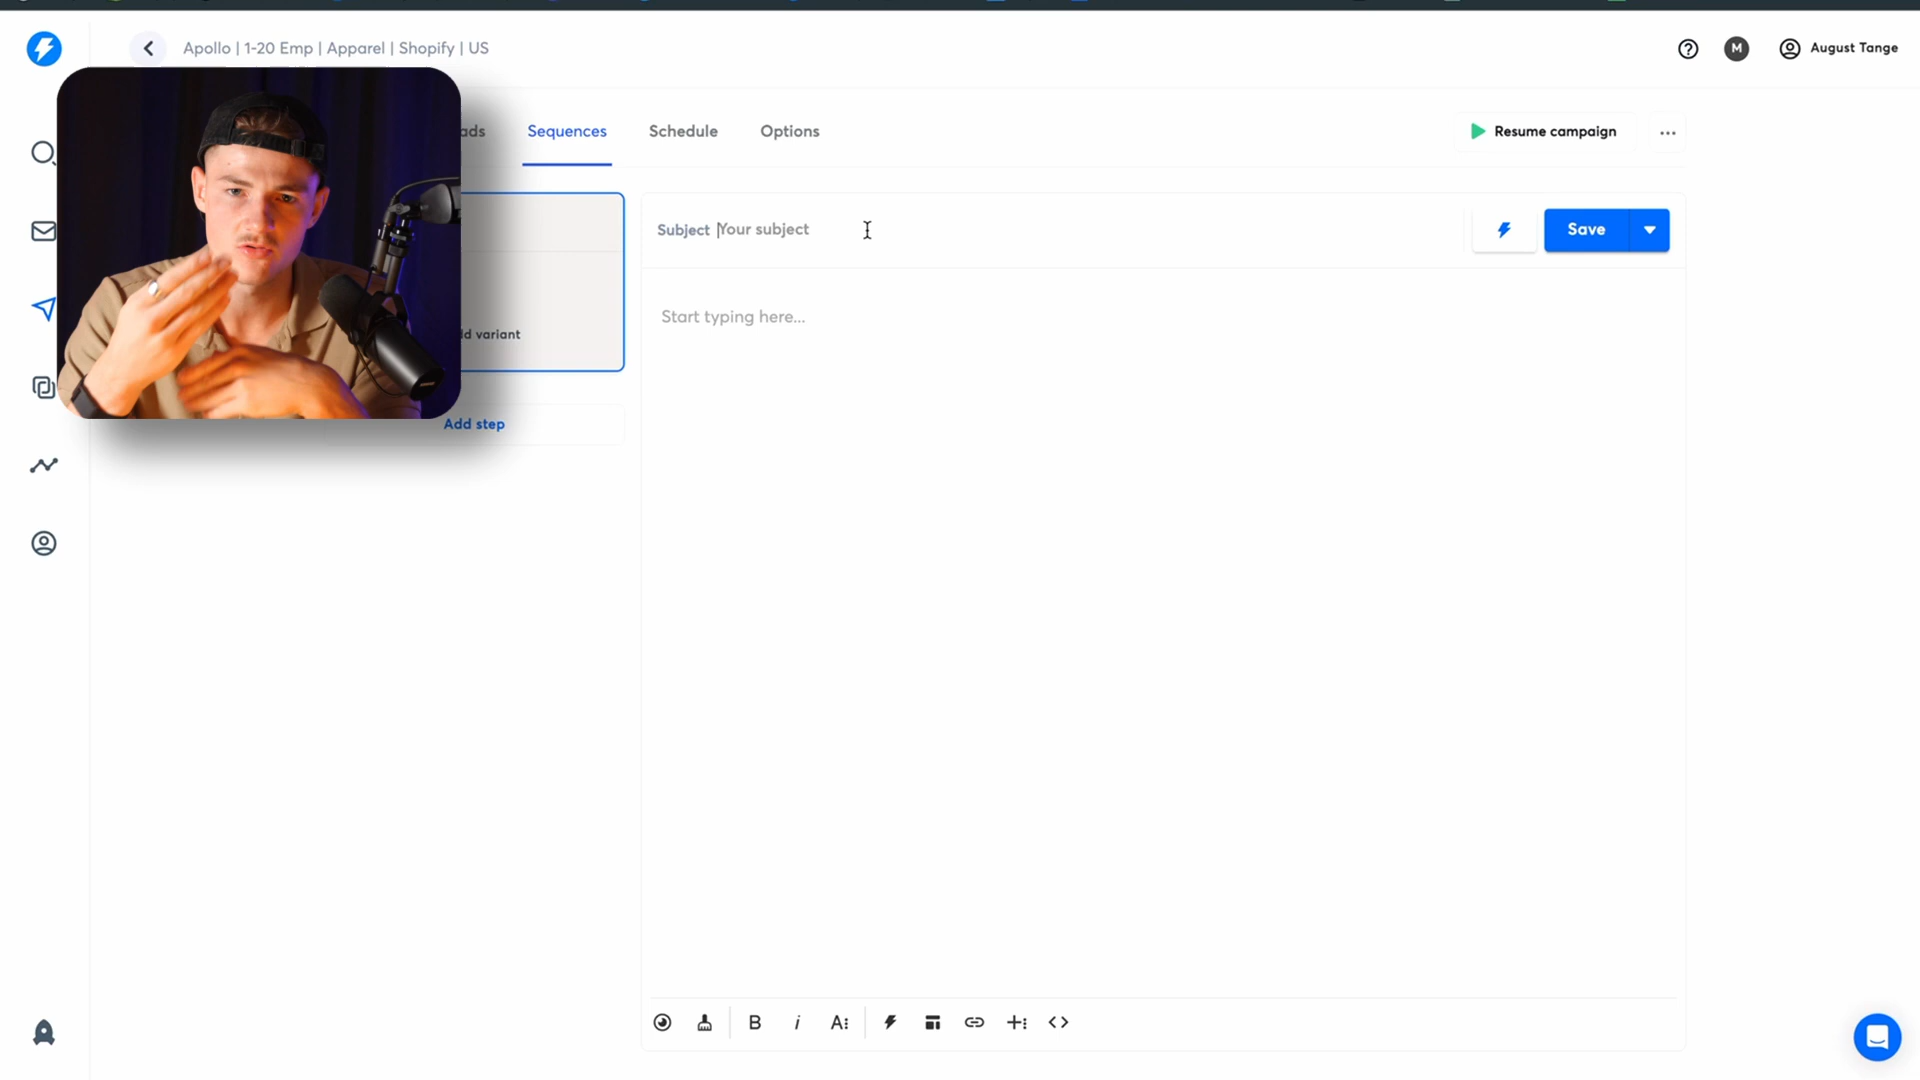 Apollo | 1-20 Emp | Apparel | Shopify | US
M
August Tange
ads
Sequences
Schedule
Options
Resume campaign
Subject Your subject
Save
Start typing here...
variant
Add step
B
i
A